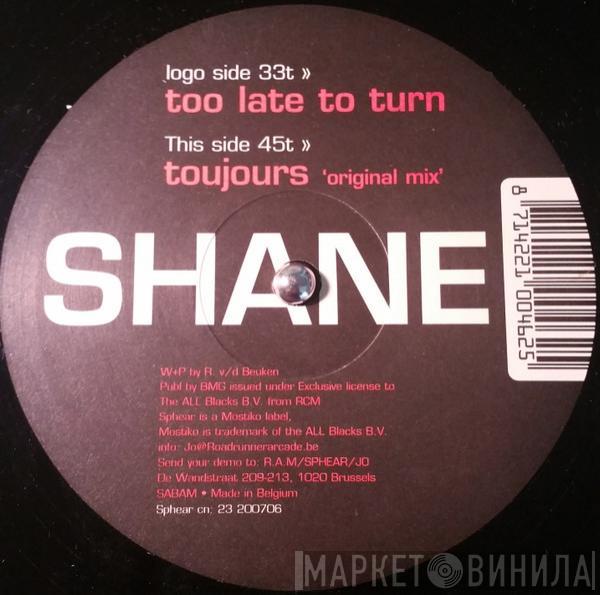 logo side 33t »
too late to turn
This side 45t »
toujours 'original mix'
SHANE
8 714221 004625
W+P by R. v/d Beuken
Publ by BMG issued under Exclusive license to
The ALL Blacks B.V. from RCM
Sphear is a Mostiko label,
Mostiko is trademark of the ALL Blacks B.V.
info: Jo@Roadrunnerarcade.be
Send your demo to: R.A.M/SPHEAR/JO
De Wandstraat 209-213, 1020 Brussels
SABAM • Made in Belgium
Sphear cn: 23 200706
МАРКЕТ ВИНИЛА